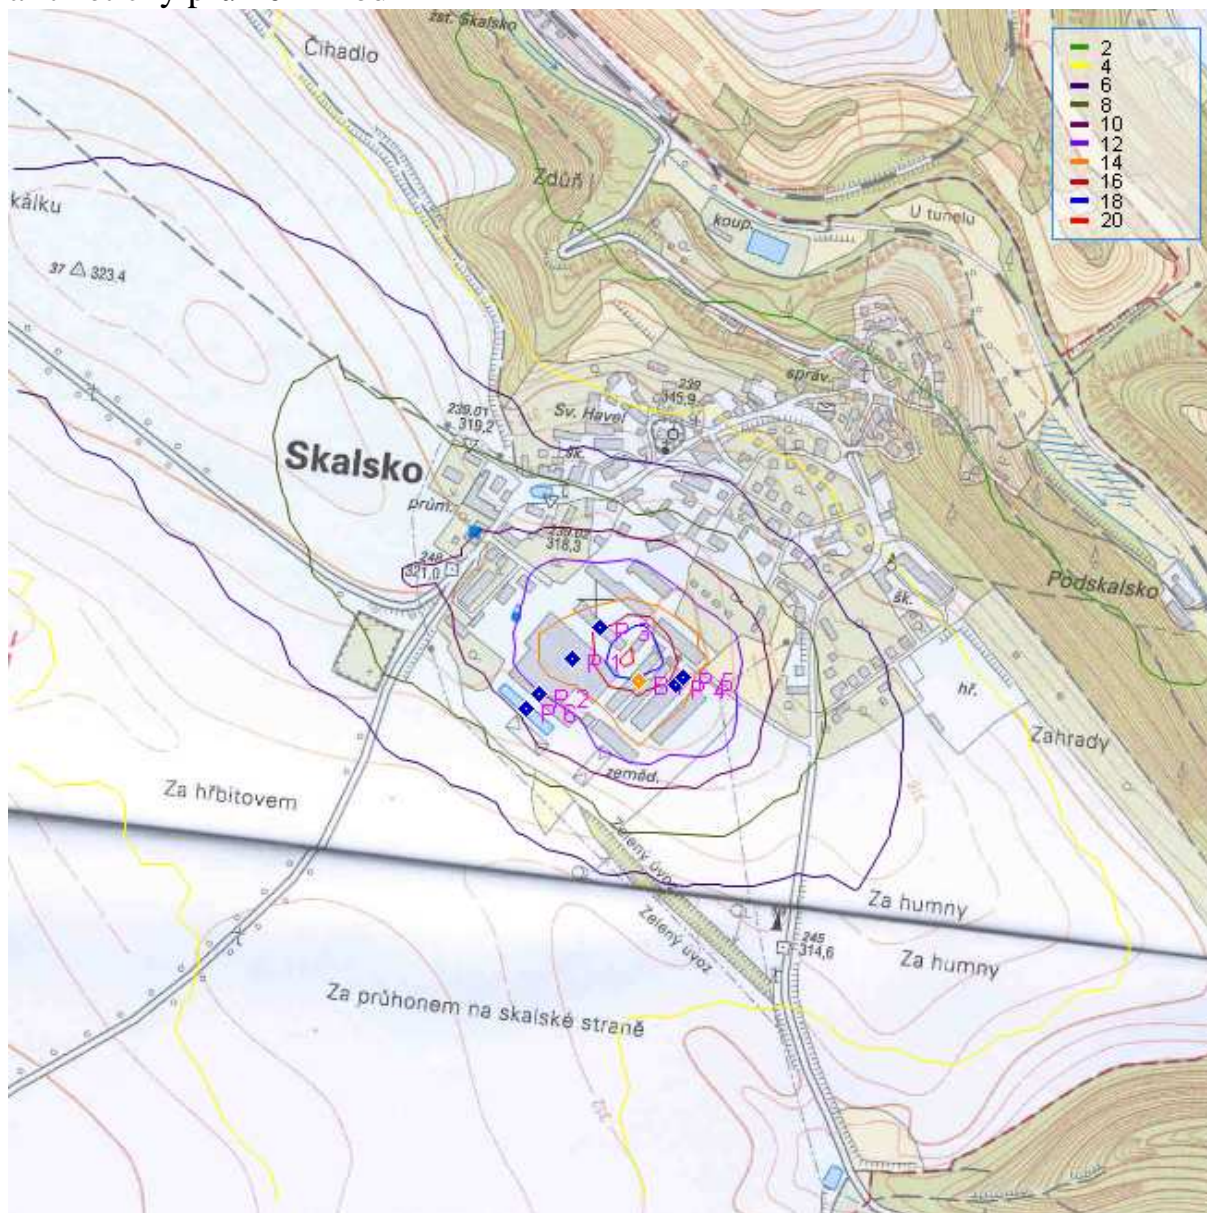 žst. Skalsko
Čihadlo
2
4
6
8
10
12
14
16
18
20
Zdůň
kálku
koup.
U tunelu
37 323.4
správ.
239
345,9
Sv. Havel
239.01
319,2
šk.
Skalsko
prům.
239.02
318,3
248
321,0
Podskalsko
šk.
P 3
P 1
P 5
P 4
P 2
P 6
hř.
Zahrady
zeměd.
Za hřbitovem
316
Zelený úvoz
Za humny
Zelený úvoz
245
314,6
Za humny
Za průhonem na skalské straně
312